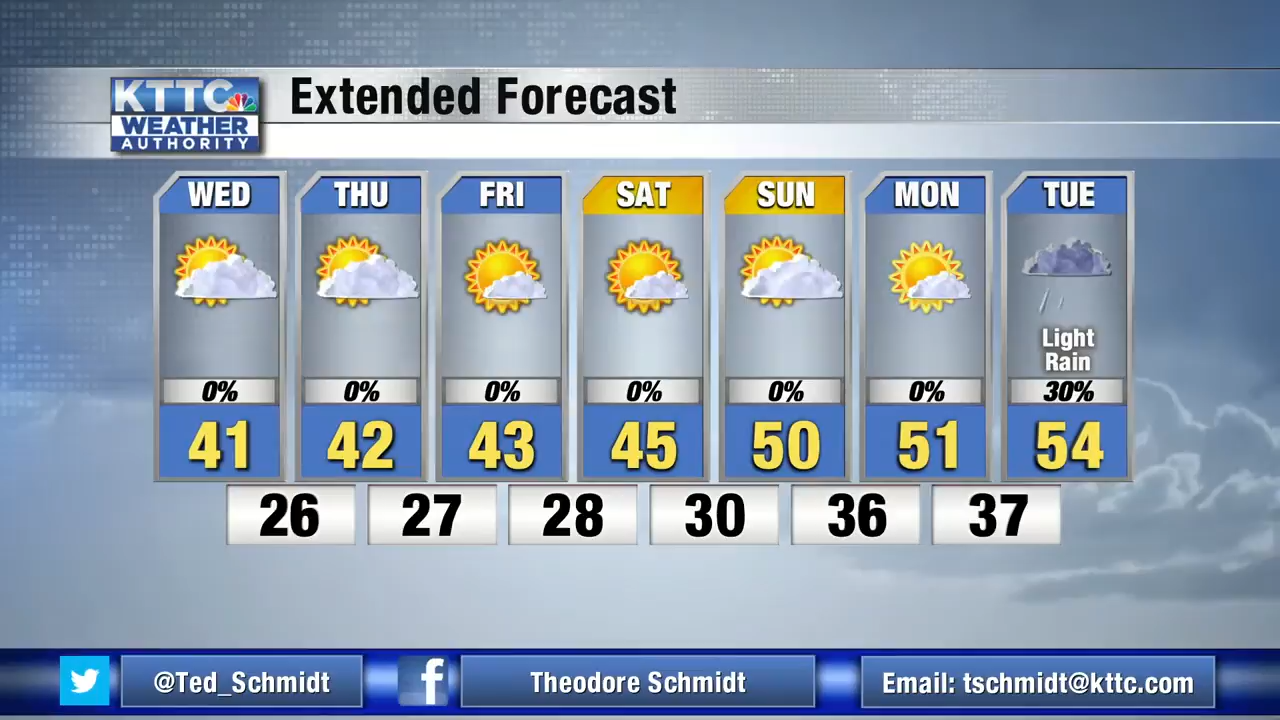 KTTC
WEATHER
AUTHORITY
Extended Forecast
WED THU FRI SAT SUN MON TUE
Light
Rain
0% 0% 0% 0% 0% 0% 30%
41 42 43 45 50 51 54
26 27 28 30 36 37
@Ted_Schmidt f Theodore Schmidt Email: tschmidt@kttc.com